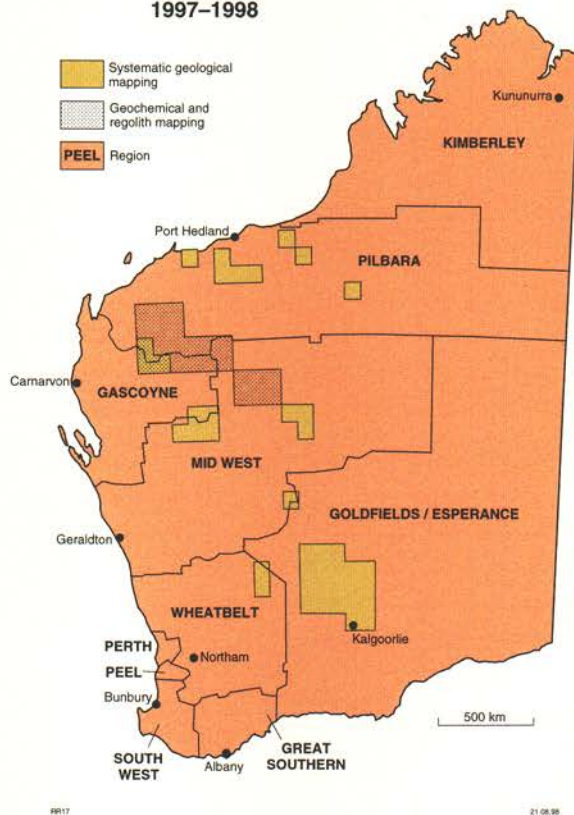 1997–1998
Systematic geological
mapping
Geochemical and
regolith mapping
PEEL Region
Kununurra
KIMBERLEY
Port Hedland
PILBARA
Carnarvon
GASCOYNE
MID WEST
GOLDFIELDS / ESPERANCE
Geraldton
WHEATBELT
Kalgoorlie
PERTH
Northam
PEEL
Bunbury
500 km
SOUTH
WEST
Albany
GREAT
SOUTHERN
RR17
21.08.98